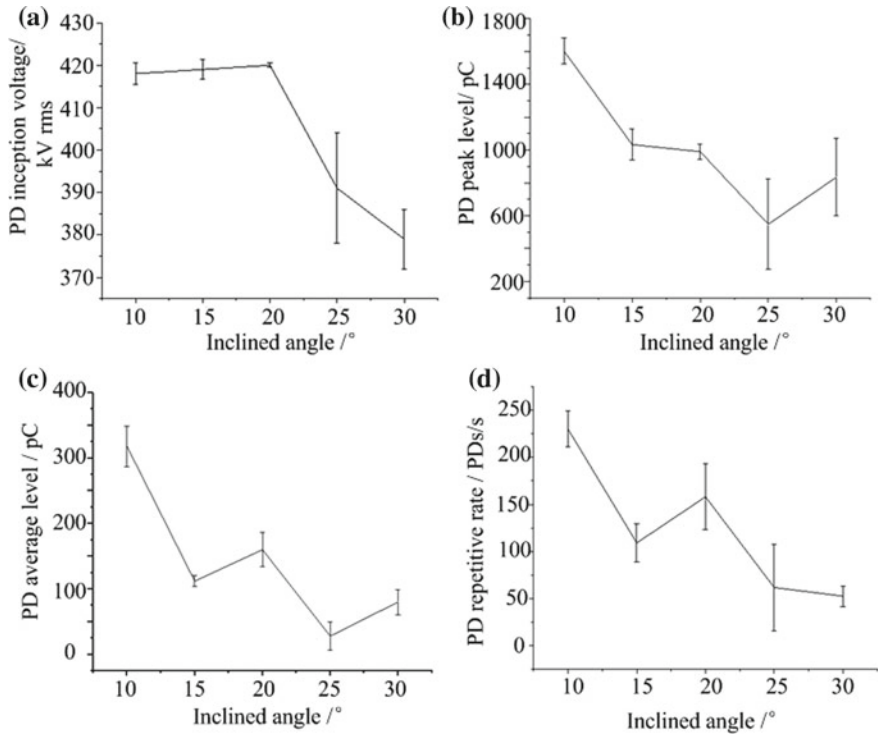 (a)
PD inception voltage/
kV rms
430
420
410
400
390
380
370
10 15 20 25 30
Inclined angle /°
(b)
PD peak level/ pC
1800
1400
1000
600
200
10 15 20 25 30
Inclined angle /°
(c)
PD average level / pC
400
300
200
100
0
10 15 20 25 30
Inclined angle /°
(d)
PD repetitive rate / PDs/s
250
200
150
100
50
0
10 15 20 25 30
Inclined angle /°